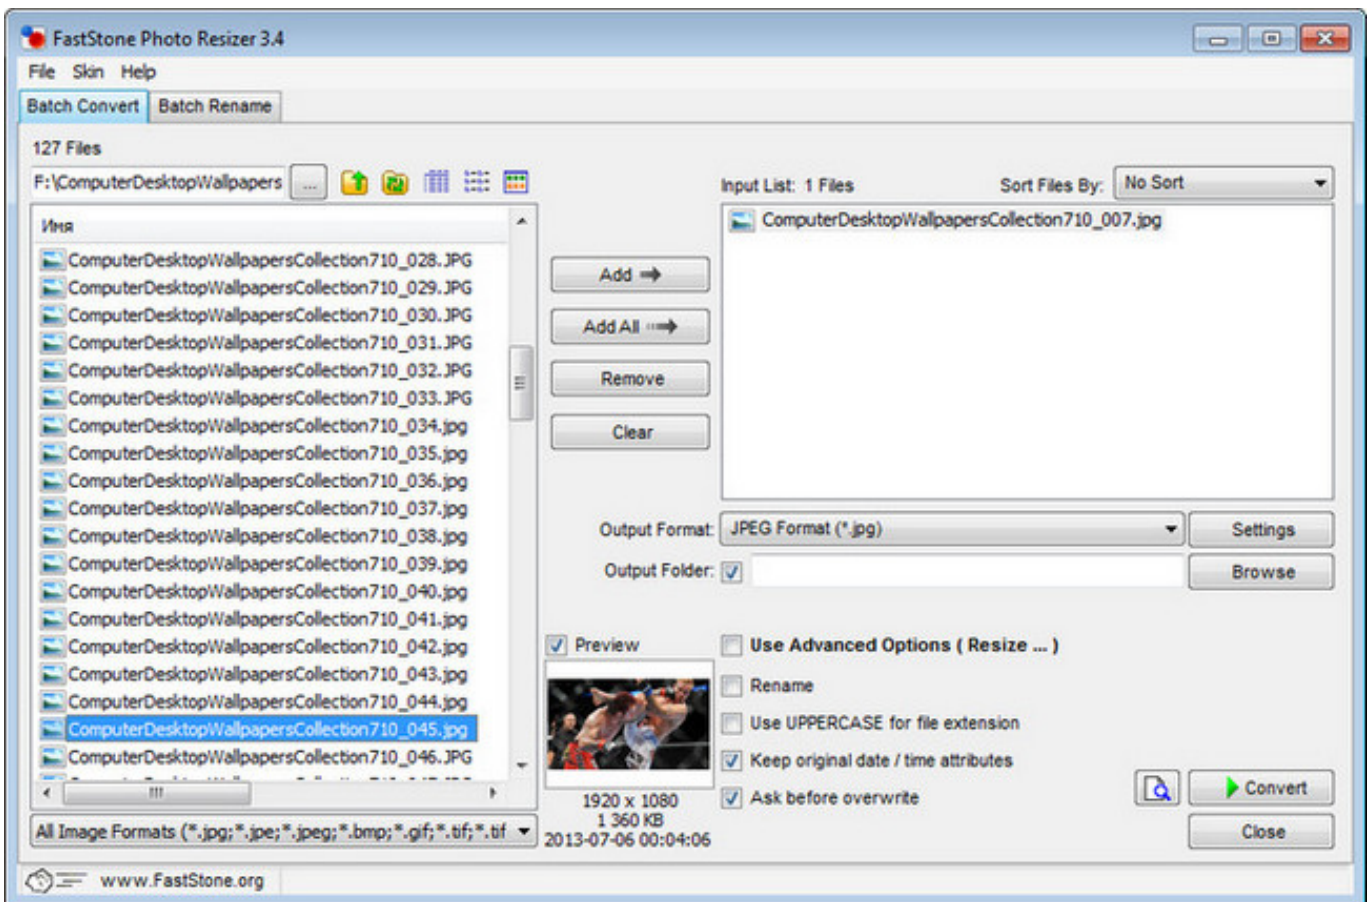 FastStone Photo Resizer 3.4
File Skin Help
Batch Convert Batch Rename
127 Files
F:\ComputerDesktopWallpapers ...
Input List: 1 Files Sort Files By: No Sort
Имя
ComputerDesktopWallpapersCollection710_007.jpg
ComputerDesktopWallpapersCollection710_028.JPG
ComputerDesktopWallpapersCollection710_029.JPG
ComputerDesktopWallpapersCollection710_030.JPG
ComputerDesktopWallpapersCollection710_031.JPG
ComputerDesktopWallpapersCollection710_032.JPG
ComputerDesktopWallpapersCollection710_033.JPG
ComputerDesktopWallpapersCollection710_034.jpg
ComputerDesktopWallpapersCollection710_035.jpg
ComputerDesktopWallpapersCollection710_036.jpg
ComputerDesktopWallpapersCollection710_037.jpg
ComputerDesktopWallpapersCollection710_038.jpg
ComputerDesktopWallpapersCollection710_039.jpg
ComputerDesktopWallpapersCollection710_040.jpg
ComputerDesktopWallpapersCollection710_041.jpg
ComputerDesktopWallpapersCollection710_042.jpg
ComputerDesktopWallpapersCollection710_043.jpg
ComputerDesktopWallpapersCollection710_044.jpg
ComputerDesktopWallpapersCollection710_045.jpg
ComputerDesktopWallpapersCollection710_046.JPG
All Image Formats (*.jpg;*.jpe;*.jpeg;*.bmp;*.gif;*.tif;*.tif
Add
Add All
Remove
Clear
Output Format: JPEG Format (*.jpg) Settings
Output Folder: Browse
Preview
1920 x 1080
1 360 KB
2013-07-06 00:04:06
Use Advanced Options ( Resize ... )
Rename
Use UPPERCASE for file extension
Keep original date / time attributes
Ask before overwrite
Convert
Close
www.FastStone.org